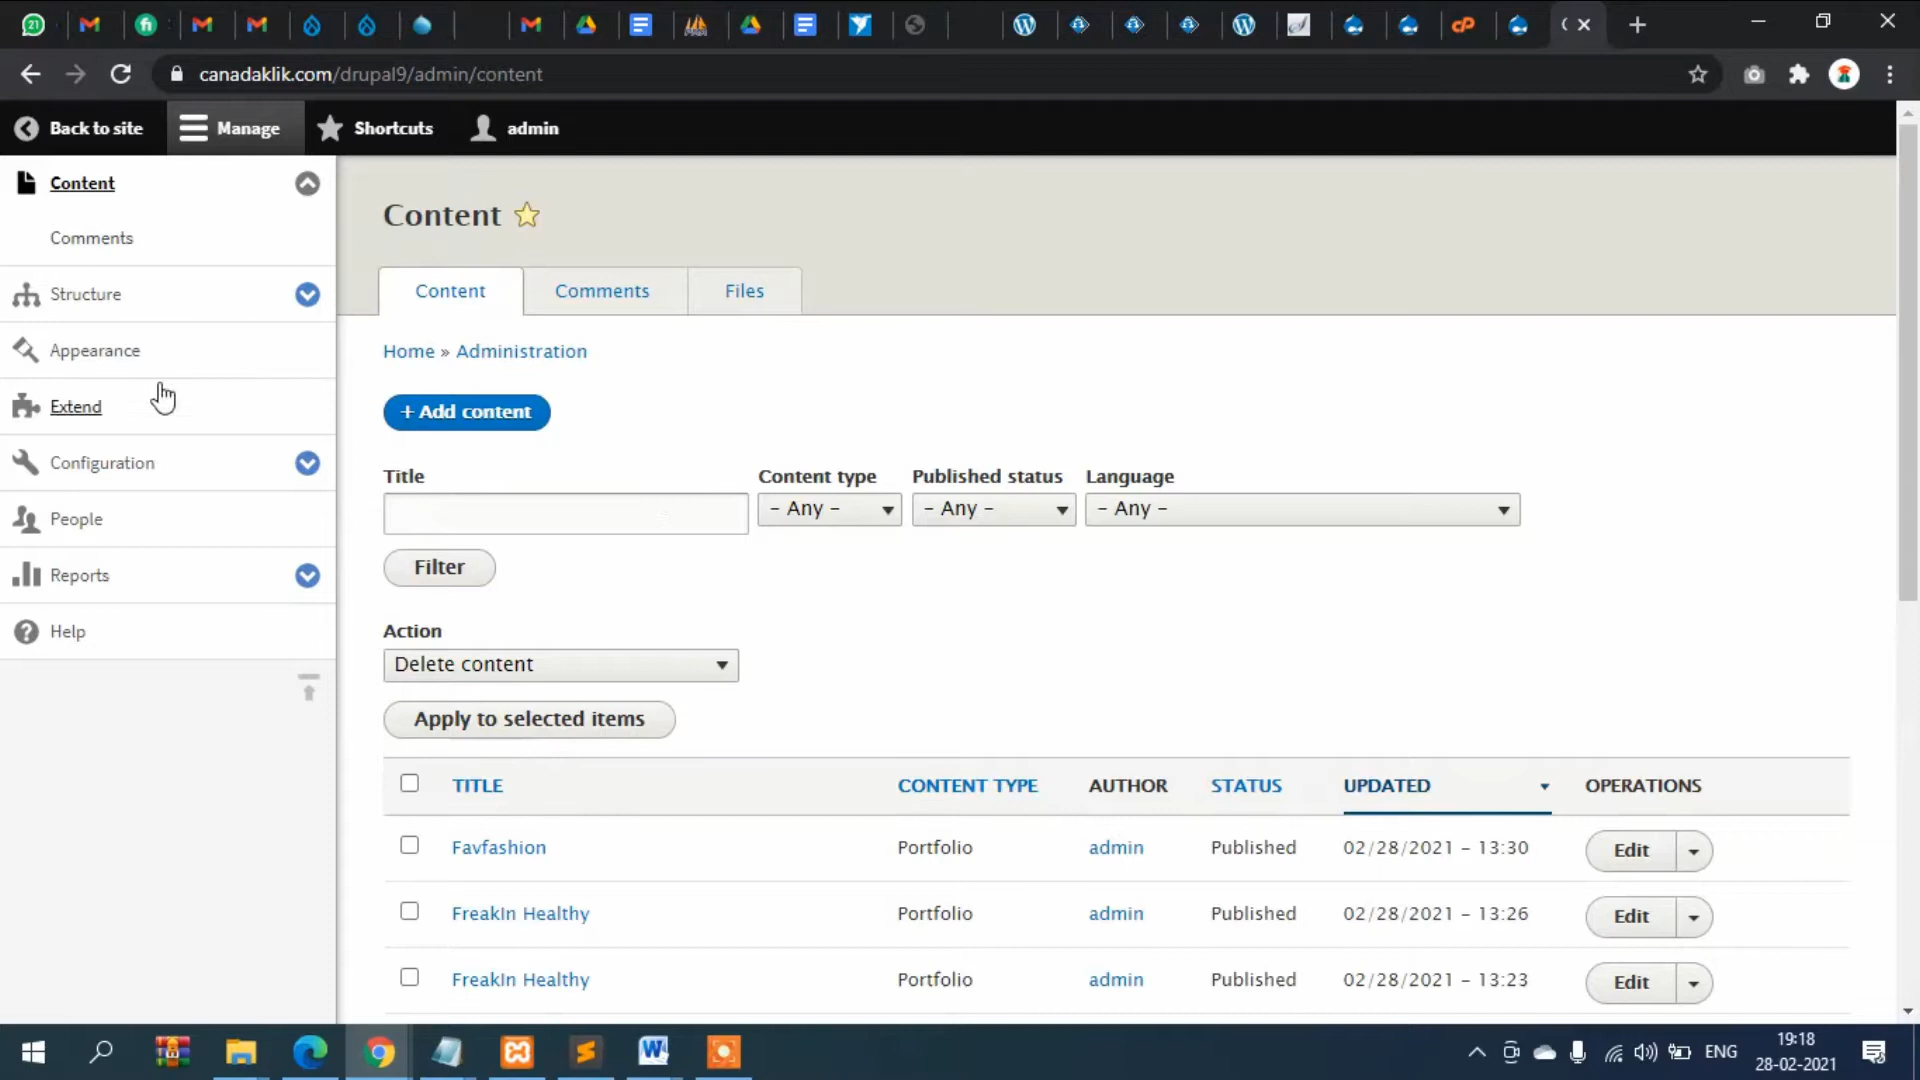 21
canadaklik.com/drupal9/admin/content
Back to site
Manage
Shortcuts
admin
Content
Comments
Structure
Appearance
Extend
Configuration
People
Reports
Help
Content
Content
Comments
Files
Home » Administration
+ Add content
Title
Content type
Published status
Language
- Any -
- Any -
- Any -
Filter
Action
Delete content
Apply to selected items
TITLE CONTENT TYPE AUTHOR STATUS UPDATED OPERATIONS
Favfashion Portfolio admin Published 02/28/2021 - 13:30 Edit
FreakIn Healthy Portfolio admin Published 02/28/2021 - 13:26 Edit
FreakIn Healthy Portfolio admin Published 02/28/2021 - 13:23 Edit
ENG
19:18
28-02-2021